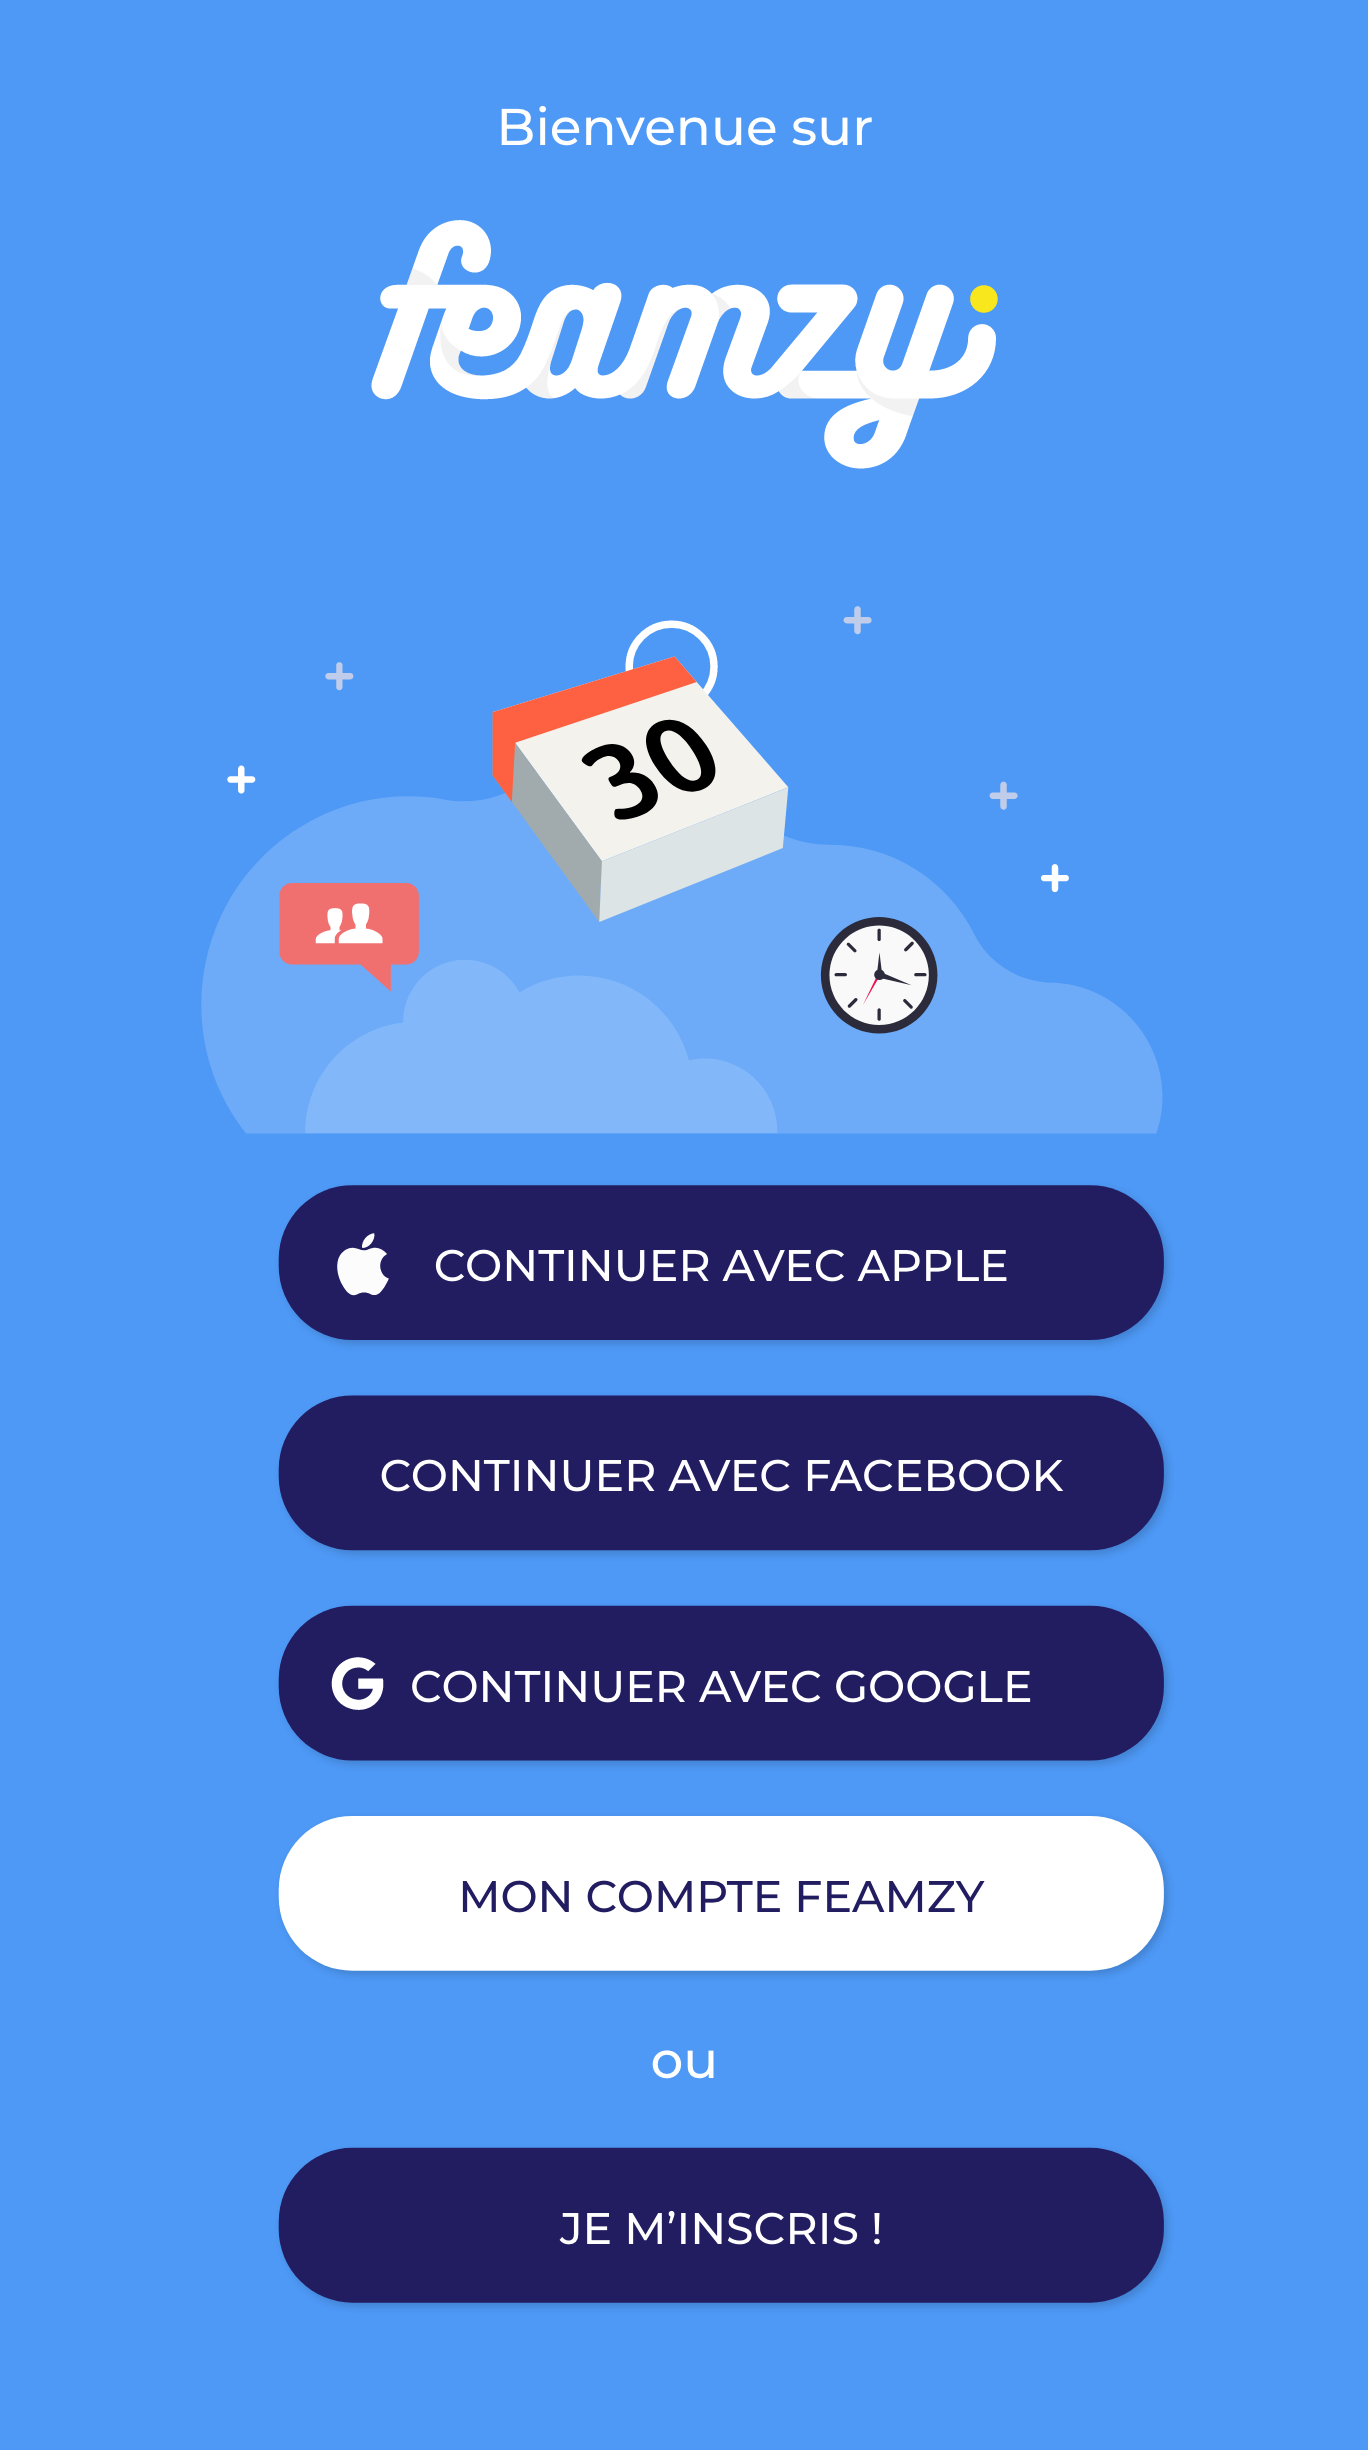 Bienvenue sur
feamzy
30
CONTINUER AVEC APPLE
CONTINUER AVEC FACEBOOK
G CONTINUER AVEC GOOGLE
MON COMPTE FEAMZY
ou
JE M’INSCRIS !